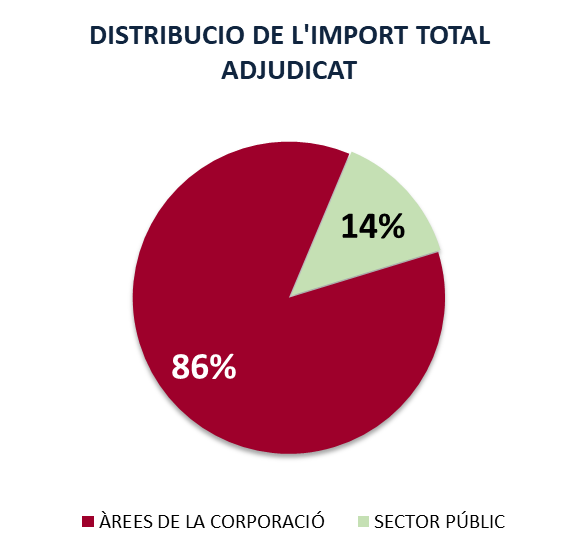 DISTRIBUCIO DE L'IMPORT TOTAL
ADJUDICAT
14%
86%
ÀREES DE LA CORPORACIÓ
SECTOR PÚBLIC